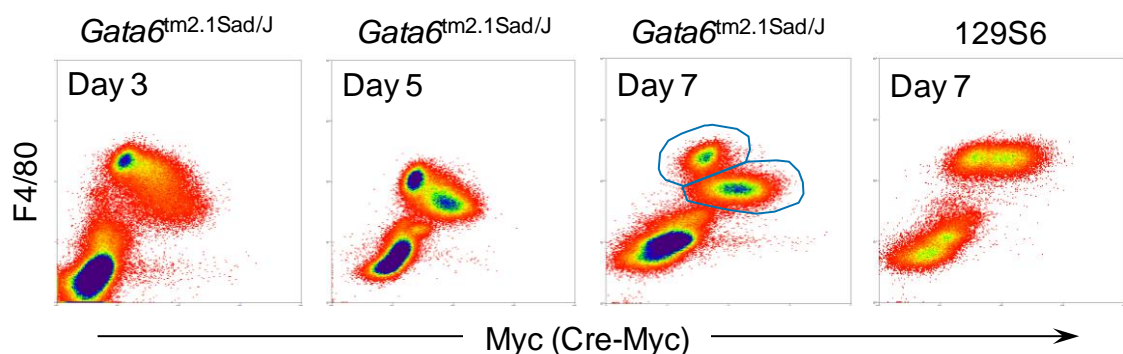 Gata6tm2.1Sad/J
Gata6tm2.1Sad/J
Gata6tm2.1Sad/J
129S6
Day 3
Day 5
Day 7
Day 7
F4/80
Myc (Cre-Myc)